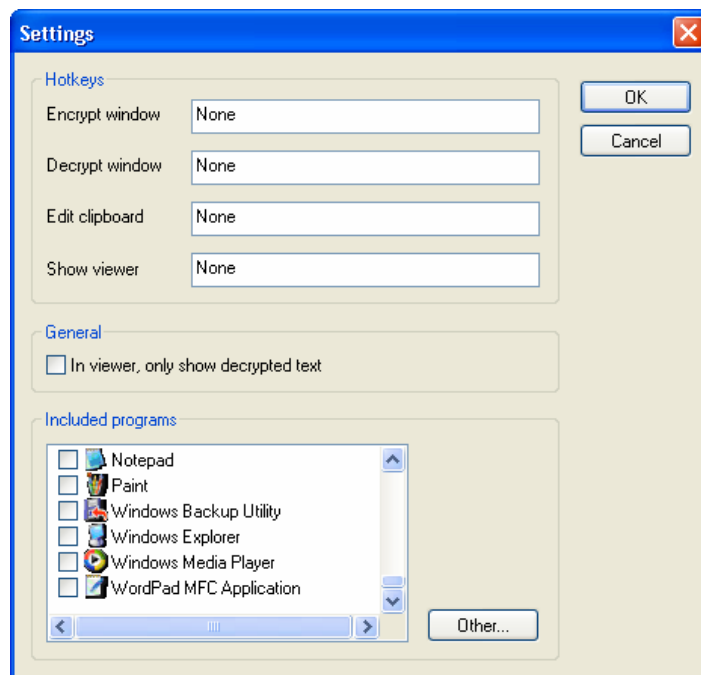 Settings
Hotkeys
OK
Encrypt window None
Cancel
Decrypt window None
Edit clipboard None
Show viewer None
General
In viewer, only show decrypted text
Included programs
Notepad
Paint
Windows Backup Utility
Windows Explorer
Windows Media Player
WordPad MFC Application
Other...